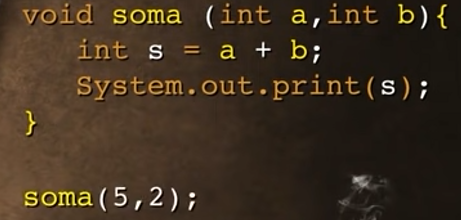 void soma (int a,int b){
int s = a + b;
System.out.print(s);
}
soma(5,2);